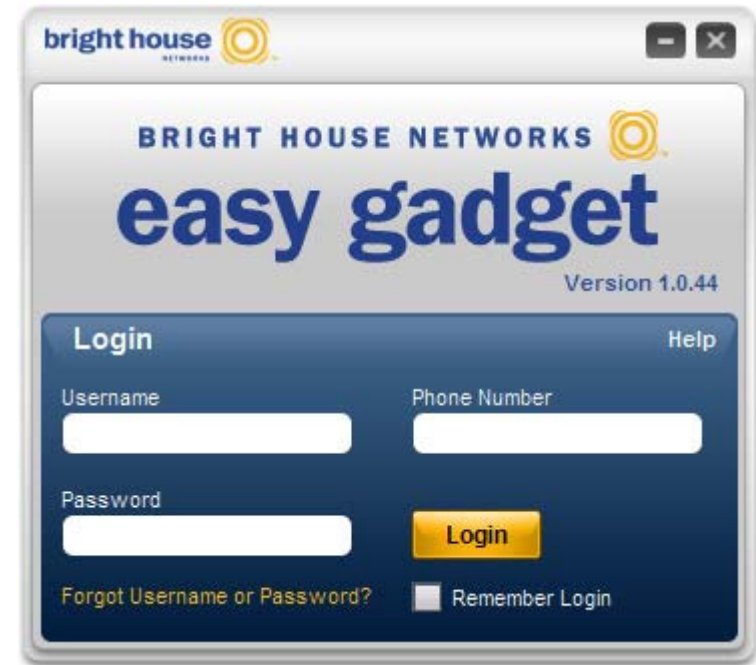 bright house
NETWORKS
BRIGHT HOUSE NETWORKS
easy gadget
Version 1.0.44
Login
Help
Username
Phone Number
Password
Login
Forgot Username or Password?
Remember Login